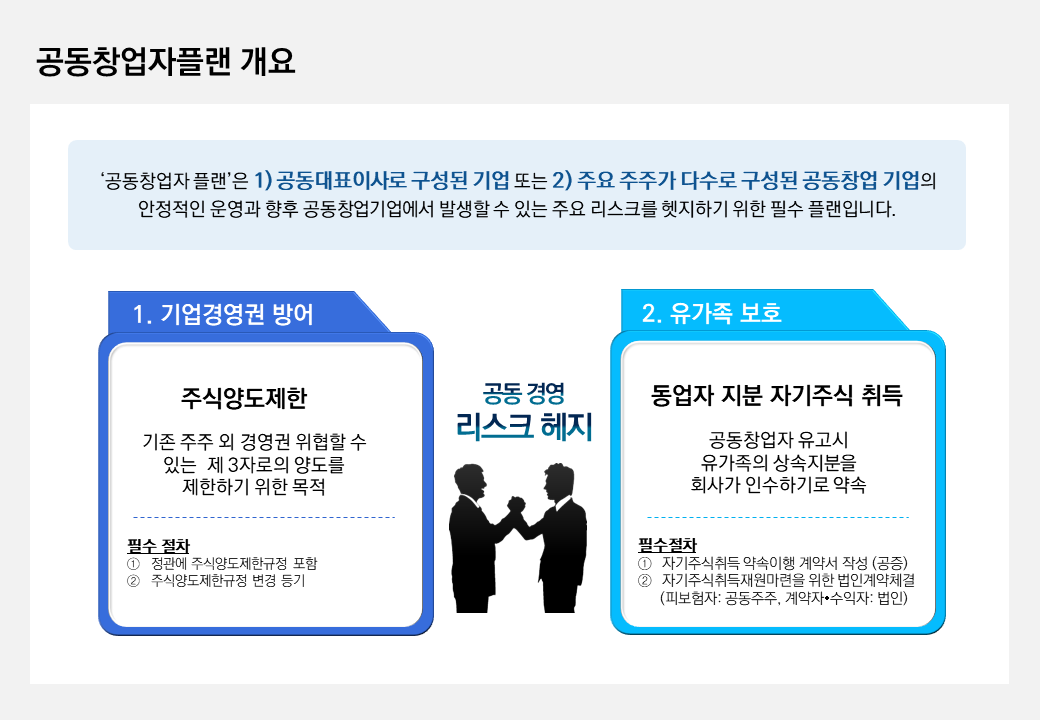 공동창업자플랜 개요
‘공동창업자 플랜’은 1) 공동대표이사로 구성된 기업 또는 2) 주요 주주가 다수로 구성된 공동창업 기업의
안정적인 운영과 향후 공동창업기업에서 발생할 수 있는 주요 리스크를 헷지하기 위한 필수 플랜입니다.
1. 기업경영권 방어
주식양도제한
기존 주주 외 경영권 위협할 수
있는 제 3자로의 양도를
제한하기 위한 목적
필수 절차
① 정관에 주식양도제한규정 포함
② 주식양도제한규정 변경 등기
공동 경영
리스크 헤지
2. 유가족 보호
동업자 지분 자기주식 취득
공동창업자 유고시
유가족의 상속지분을
회사가 인수하기로 약속
필수절차
① 자기주식취득 약속이행 계약서 작성 (공증)
② 자기주식취득재원마련을 위한 법인계약체결
(피보험자: 공동주주, 계약자•수익자: 법인)